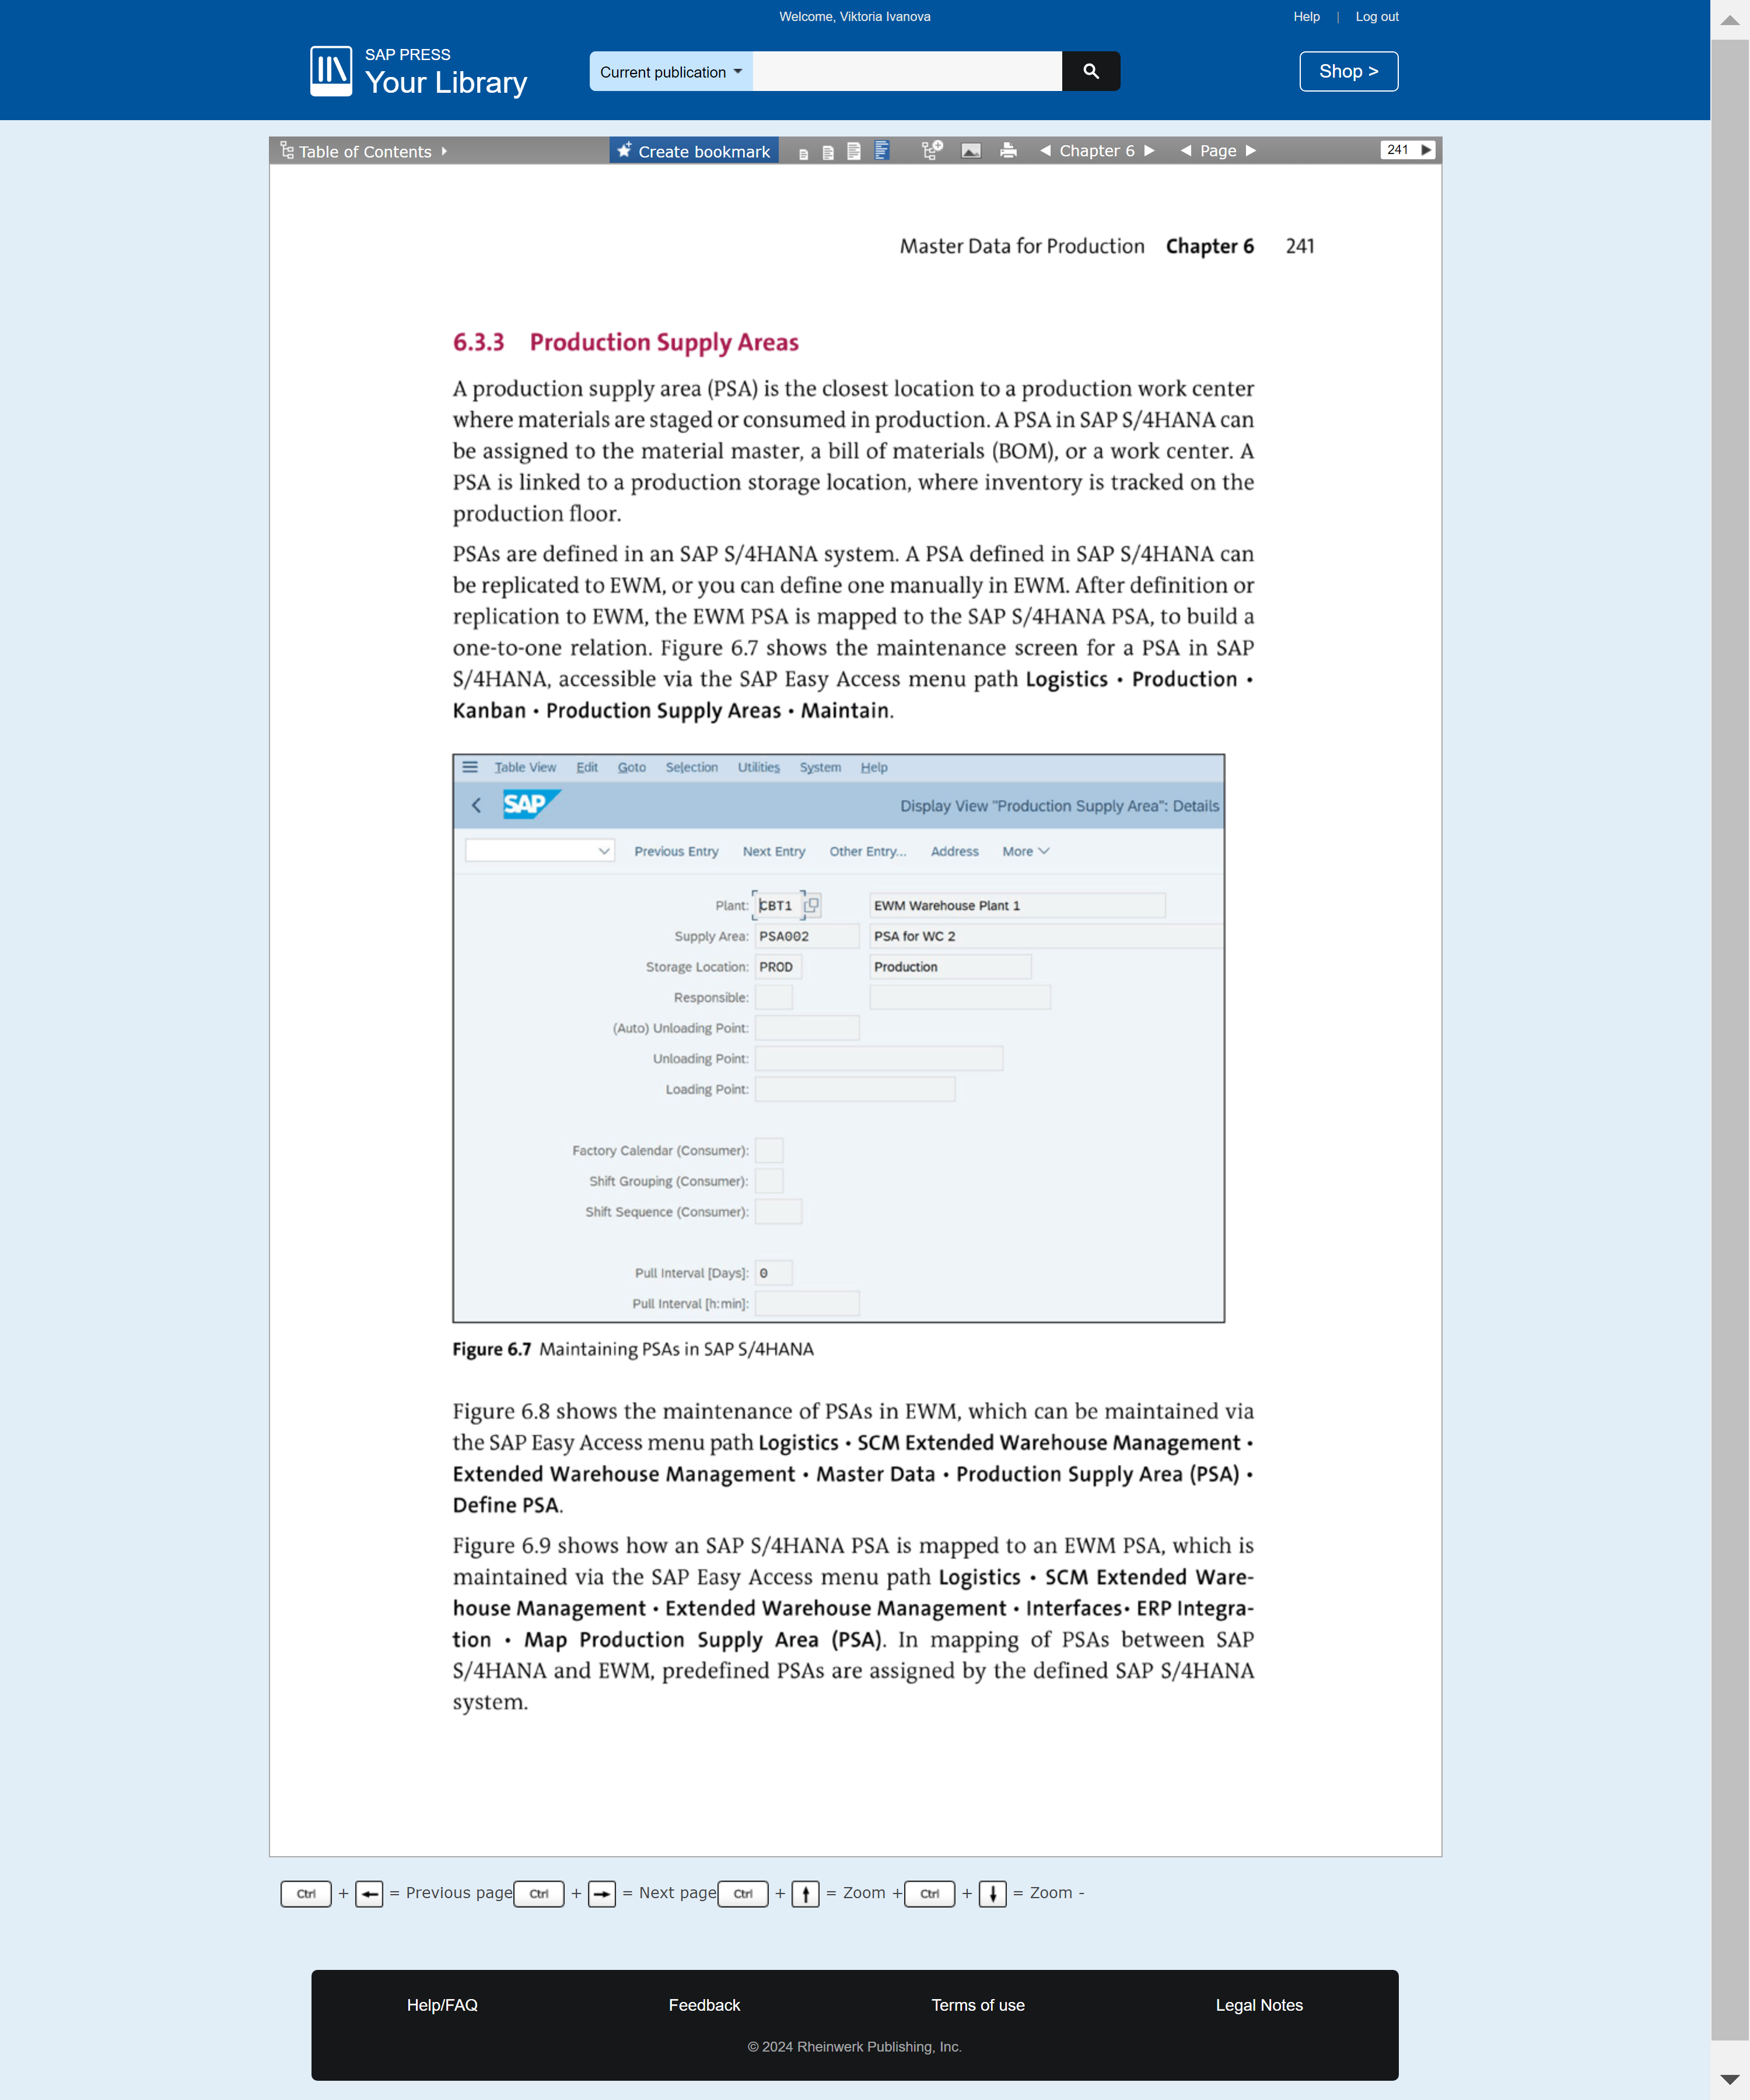 Welcome, Viktoria Ivanova
Help | Log out
SAP PRESS
Your Library
Current publication
Shop >
Table of Contents
Create bookmark
Chapter 6
Page
241
Master Data for Production Chapter 6 241
6.3.3 Production Supply Areas
A production supply area (PSA) is the closest location to a production work center
where materials are staged or consumed in production. A PSA in SAP S/4HANA can
be assigned to the material master, a bill of materials (BOM), or a work center. A
PSA is linked to a production storage location, where inventory is tracked on the
production floor.
PSAs are defined in an SAP S/4HANA system. A PSA defined in SAP S/4HANA can
be replicated to EWM, or you can define one manually in EWM. After definition or
replication to EWM, the EWM PSA is mapped to the SAP S/4HANA PSA, to build a
one-to-one relation. Figure 6.7 shows the maintenance screen for a PSA in SAP
S/4HANA, accessible via the SAP Easy Access menu path Logistics • Production •
Kanban • Production Supply Areas • Maintain.
Table View Edit Goto Selection Utilities System Help
SAP
Display View "Production Supply Area": Details
Previous Entry Next Entry Other Entry... Address More
Plant: CBT1 EWM Warehouse Plant 1
Supply Area: PSA002 PSA for WC 2
Storage Location: PROD Production
Responsible:
(Auto) Unloading Point:
Unloading Point:
Loading Point:
Factory Calendar (Consumer):
Shift Grouping (Consumer):
Shift Sequence (Consumer):
Pull Interval [Days]: 0
Pull Interval [h:min]:
Figure 6.7 Maintaining PSAs in SAP S/4HANA
Figure 6.8 shows the maintenance of PSAs in EWM, which can be maintained via
the SAP Easy Access menu path Logistics • SCM Extended Warehouse Management •
Extended Warehouse Management • Master Data • Production Supply Area (PSA) •
Define PSA.
Figure 6.9 shows how an SAP S/4HANA PSA is mapped to an EWM PSA, which is
maintained via the SAP Easy Access menu path Logistics • SCM Extended Ware-
house Management • Extended Warehouse Management • Interfaces• ERP Integra-
tion • Map Production Supply Area (PSA). In mapping of PSAs between SAP
S/4HANA and EWM, predefined PSAs are assigned by the defined SAP S/4HANA
system.
Ctrl + ← = Previous page Ctrl + → = Next page Ctrl + ↑ = Zoom + Ctrl + ↓ = Zoom -
Help/FAQ Feedback Terms of use Legal Notes
© 2024 Rheinwerk Publishing, Inc.